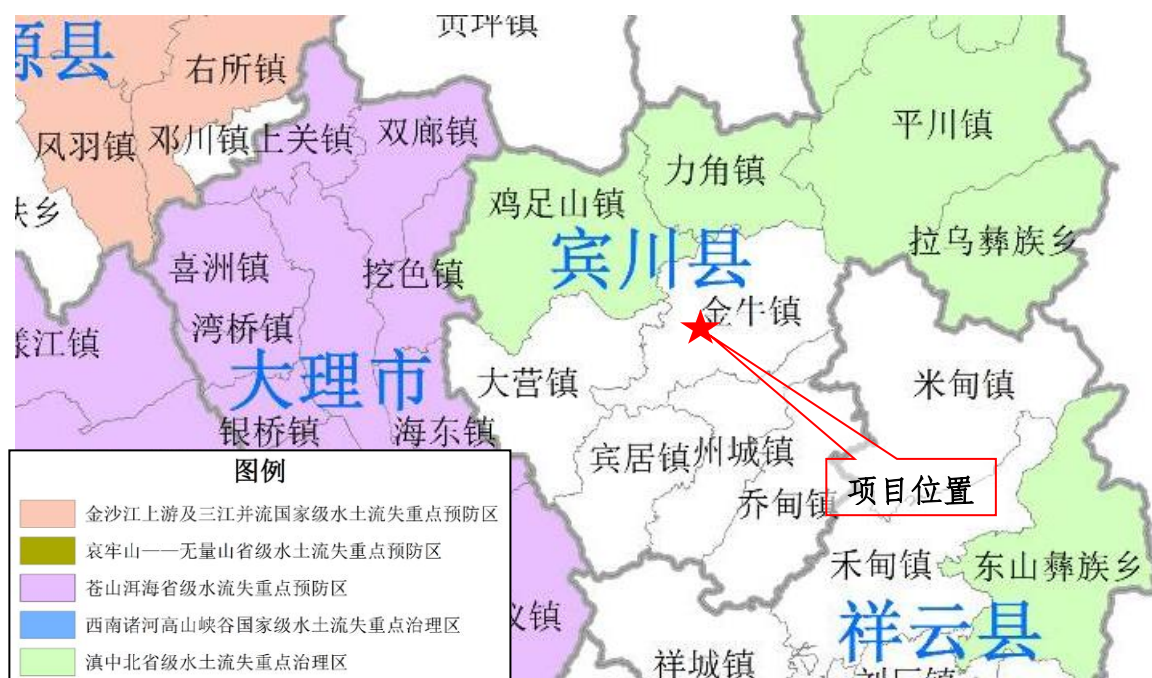 黄坪镇
源县
右所镇
凤羽镇
邓川镇
上关镇
双廊镇
平川镇
力角镇
鸡足山镇
乡
宾川县
拉乌彝族乡
喜洲镇
挖色镇
金牛镇
湾桥镇
漾江镇
大理市
大营镇
米甸镇
银桥镇
海东镇
宾居镇
州城镇
乔甸镇
项目位置
禾甸镇
东山彝族乡
祥云县
祥城镇
刘厂镇
图例
金沙江上游及三江并流国家级水土流失重点预防区
哀牢山——无量山省级水土流失重点预防区
苍山洱海省级水流失重点预防区
西南诸河高山峡谷国家级水土流失重点治理区
滇中北省级水土流失重点治理区